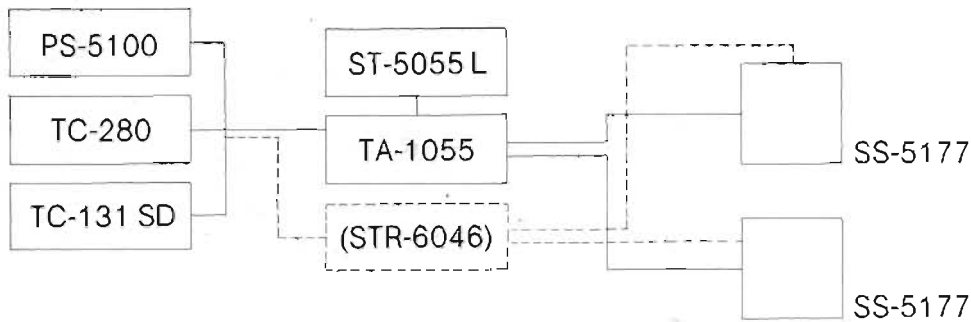 PS-5100
TC-280
TC-131 SD
ST-5055 L
TA-1055
(STR-6046)
SS-5177
SS-5177